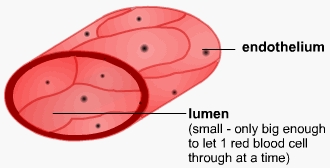 endothelium
lumen
(small - only big enough
to let 1 red blood cell
through at a time)